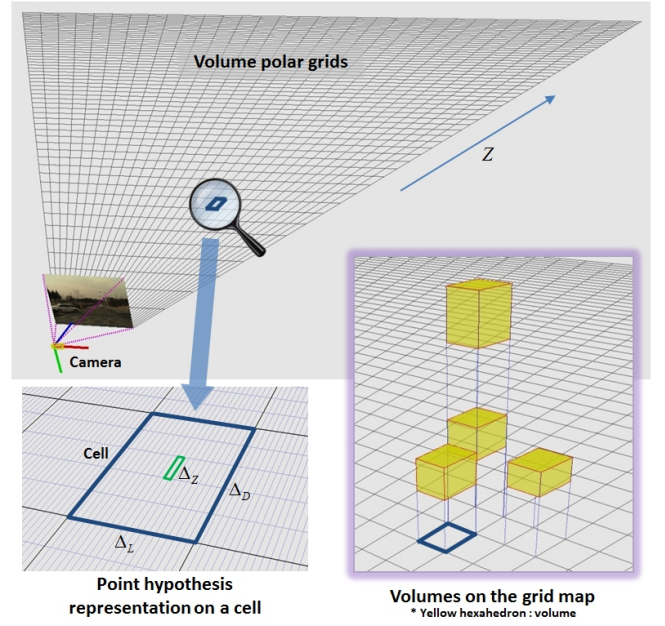 Volume polar grids
Z
Camera
Cell
Δ_Z
Δ_D
Δ_L
Point hypothesis
representation on a cell
Volumes on the grid map
* Yellow hexahedron : volume